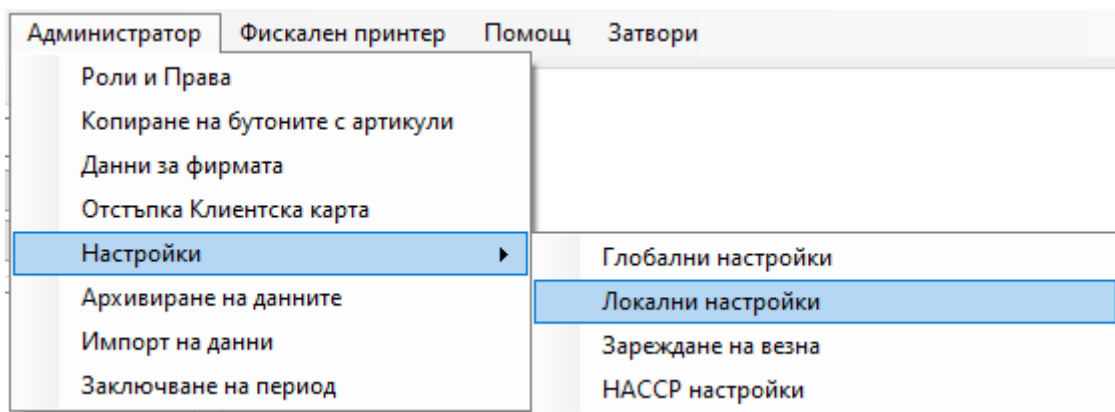 Администратор Фискален принтер Помощ Затвори
Роли и Права
Копиране на бутоните с артикули
Данни за фирмата
Отстъпка Клиентска карта
Настройки
Архивиране на данните
Импорт на данни
Заключване на период
Глобални настройки
Локални настройки
Зареждане на везна
НАССР настройки